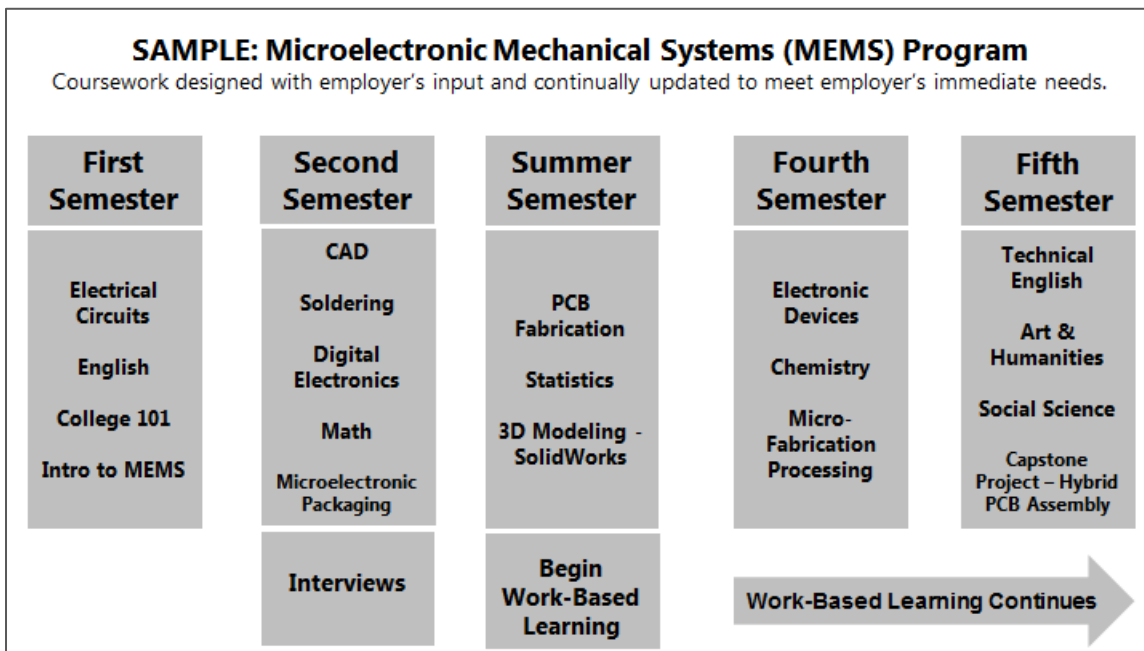 SAMPLE: Microelectronic Mechanical Systems (MEMS) Program
Coursework designed with employer's input and continually updated to meet employer's immediate needs.
First
Semester
Electrical
Circuits
English
College 101
Intro to MEMS
Second
Semester
CAD
Soldering
Digital
Electronics
Math
Microelectronic
Packaging
Interviews
Summer
Semester
PCB
Fabrication
Statistics
3D Modeling -
SolidWorks
Begin
Work-Based
Learning
Fourth
Semester
Electronic
Devices
Chemistry
Micro-
Fabrication
Processing
Fifth
Semester
Technical
English
Art &
Humanities
Social Science
Capstone
Project – Hybrid
PCB Assembly
Work-Based Learning Continues